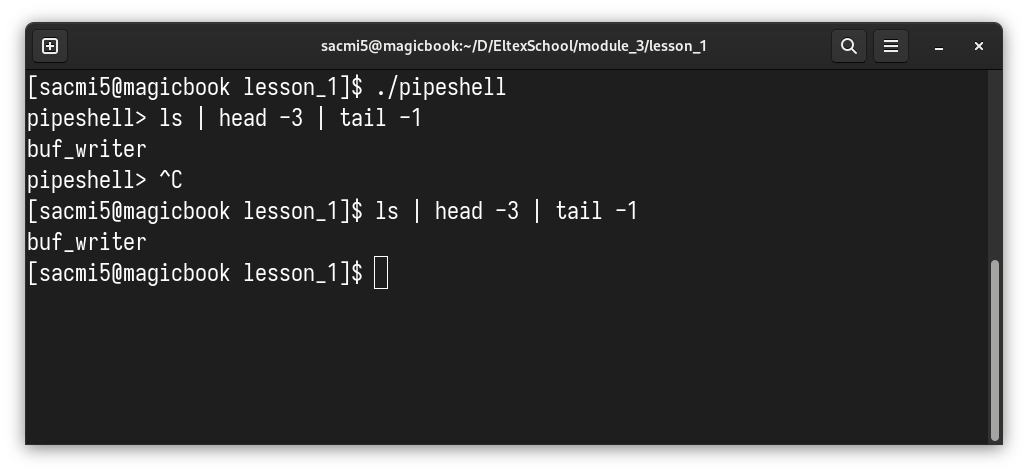 sacmi5@magicbook:~/D/EltexSchool/module_3/lesson_1
[sacmi5@magicbook lesson_1]$ ./pipeshell
pipeshell> ls | head -3 | tail -1
buf_writer
pipeshell> ^C
[sacmi5@magicbook lesson_1]$ ls | head -3 | tail -1
buf_writer
[sacmi5@magicbook lesson_1]$